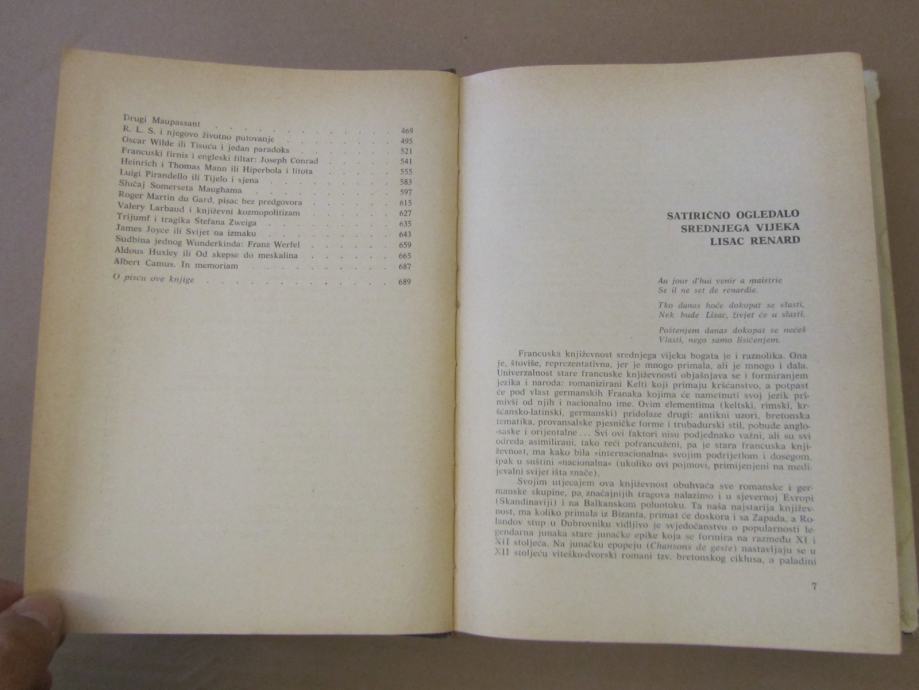 Drugi Maupassant . . . . . . . . . . . . 469
R. L. S. i njegovo životno putovanje . . . . . . . . 495
Oscar Wilde ili Tisuću i jedan paradoks . . . . . . . 521
Francuski firnis i engleski filtar: Joseph Conrad . . . . . 541
Heinrich i Thomas Mann ili Hiperbola i litota . . . . . 555
Luigi Pirandello ili Tijelo i sjena . . . . . . . . 583
Slučaj Somerseta Maughama . . . . . . . . . 597
Roger Martin du Gard, pisac bez predgovora . . . . . . 615
Valery Larbaud i književni kozmopolitizam . . . . . . 627
Trijumf i tragika Stefana Zweiga . . . . . . . . 635
James Joyce ili Svijet na izmaku . . . . . . . . 643
Sudbina jednog Wunderkinda: Franz Werfel . . . . . . 659
Aldous Huxley ili Od skepse do meskalina . . . . . . 665
Albert Camus. In memoriam . . . . . . . . . 687
O piscu ove knjige . . . . . . . . . . . 689
SATIRIČNO OGLEDALO
SREDNJEGA VIJEKA
LISAC RENARD
Au jour d'hui venir a maistrie
Se il ne set de renardie.
Tko danas hoće dokopat se vlasti,
Nek bude Lisac, živjet će u slasti.
Poštenjem danas dokopat se nećeš
Vlasti, nego samo lisičenjem.
Francuska književnost srednjega vijeka bogata je i raznolika. Ona
je, štoviše, reprezentativna, jer je mnogo primala, ali je mnogo i dala.
Univerzalnost stare francuske književnosti objašnjava se i formiranjem
jezika i naroda: romanizirani Kelti koji primaju kršćanstvo, a potpast
će pod vlast germanskih Franaka kojima će nametnuti svoj jezik pri-
mivši od njih i nacionalno ime. Ovim elementima (keltski, rimski, kr-
šćansko-latinski, germanski) pridolaze drugi: antikni uzori, bretonska
tematika, provansalske pjesničke forme i trubadurski stil, pobude anglo-
-saske i orijentalne... Svi ovi faktori nisu podjednako važni, ali su svi
odreda asimilirani, tako reći pofrancuženi, pa je stara francuska knji-
ževnost, ma kako bila »internacionalna« svojim podrijetlom i dosegom,
ipak u suštini »nacionalna« (ukoliko ovi pojmovi, primijenjeni na medi-
jevalni svijet išta znače).
Svojim utjecajem ova književnost obuhvaća sve romanske i ger-
manske skupine, pa značajnijih tragova nalazimo i u sjevernoj Evropi
(Skandinaviji) i na Balkanskom poluotoku. Ta naša najstarija književ-
nost, ma koliko primala iz Bizanta, primat će doskora i sa Zapada, a Ro-
landov stup u Dubrovniku vidljivo je svjedočanstvo o popularnosti le-
gendarna junaka stare junačke epike koja se formira na razmeđu XI i
XII stoljeća. Na junačku epopeju (Chansons de geste) nastavljaju se u
XII stoljeću viteško-dvorski romani tzv. bretonskog ciklusa, a paladini
7